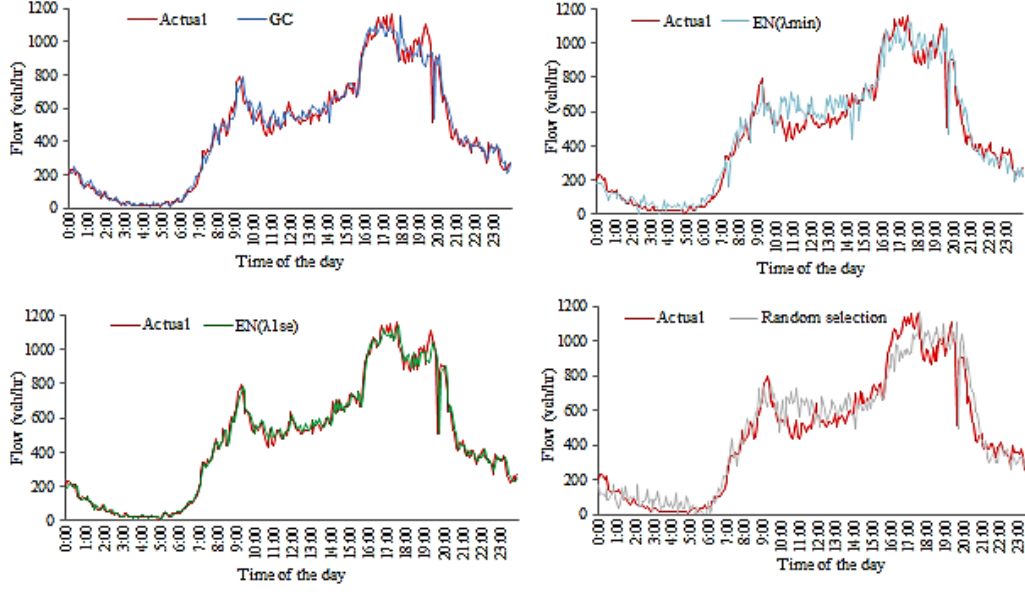 Actual GC
1200
1000
800
600
400
200
0
Flow (veh/hr)
0:00 1:00 2:00 3:00 4:00 5:00 6:00 7:00 8:00 9:00 10:00 11:00 12:00 13:00 14:00 15:00 16:00 17:00 18:00 19:00 20:00 21:00 22:00 23:00
Time of the day
Actual EN(λmin)
1200
1000
800
600
400
200
0
Flow (veh/hr)
0:00 1:00 2:00 3:00 4:00 5:00 6:00 7:00 8:00 9:00 10:00 11:00 12:00 13:00 14:00 15:00 16:00 17:00 18:00 19:00 20:00 21:00 22:00 23:00
Time of the day
Actual EN(λ1se)
1200
1000
800
600
400
200
0
Flow (veh/hr)
0:00 1:00 2:00 3:00 4:00 5:00 6:00 7:00 8:00 9:00 10:00 11:00 12:00 13:00 14:00 15:00 16:00 17:00 18:00 19:00 20:00 21:00 22:00 23:00
Time of the day
Actual Random selection
1200
1000
800
600
400
200
0
Flow (veh/hr)
0:00 1:00 2:00 3:00 4:00 5:00 6:00 7:00 8:00 9:00 10:00 11:00 12:00 13:00 14:00 15:00 16:00 17:00 18:00 19:00 20:00 21:00 22:00 23:00
Time of the day